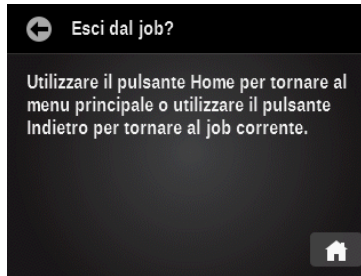 Esci dal job?
Utilizzare il pulsante Home per tornare al
menu principale o utilizzare il pulsante
Indietro per tornare al job corrente.